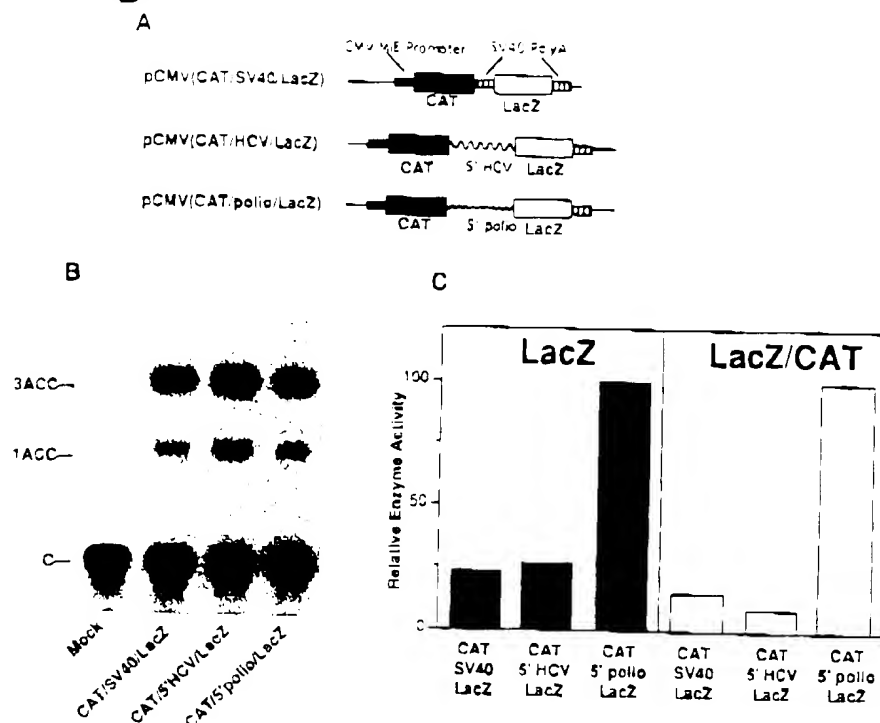 A
CMV MIE Promoter SV40 PolyA
pCMV(CAT/SV40/LacZ)
CAT LacZ
pCMV(CAT/HCV/LacZ)
CAT 5' HCV LacZ
pCMV(CAT/polio/LacZ)
CAT 5' polio LacZ
B
3ACC
1ACC
C
Mock
CAT/SV40/LacZ
CAT/5'HCV/LacZ
CAT/5'polio/LacZ
C
LacZ LacZ/CAT
Relative Enzyme Activity
100
50
0
CAT CAT CAT CAT CAT CAT
SV40 5' HCV 5' polio SV40 5' HCV 5' polio
LacZ LacZ LacZ LacZ LacZ LacZ